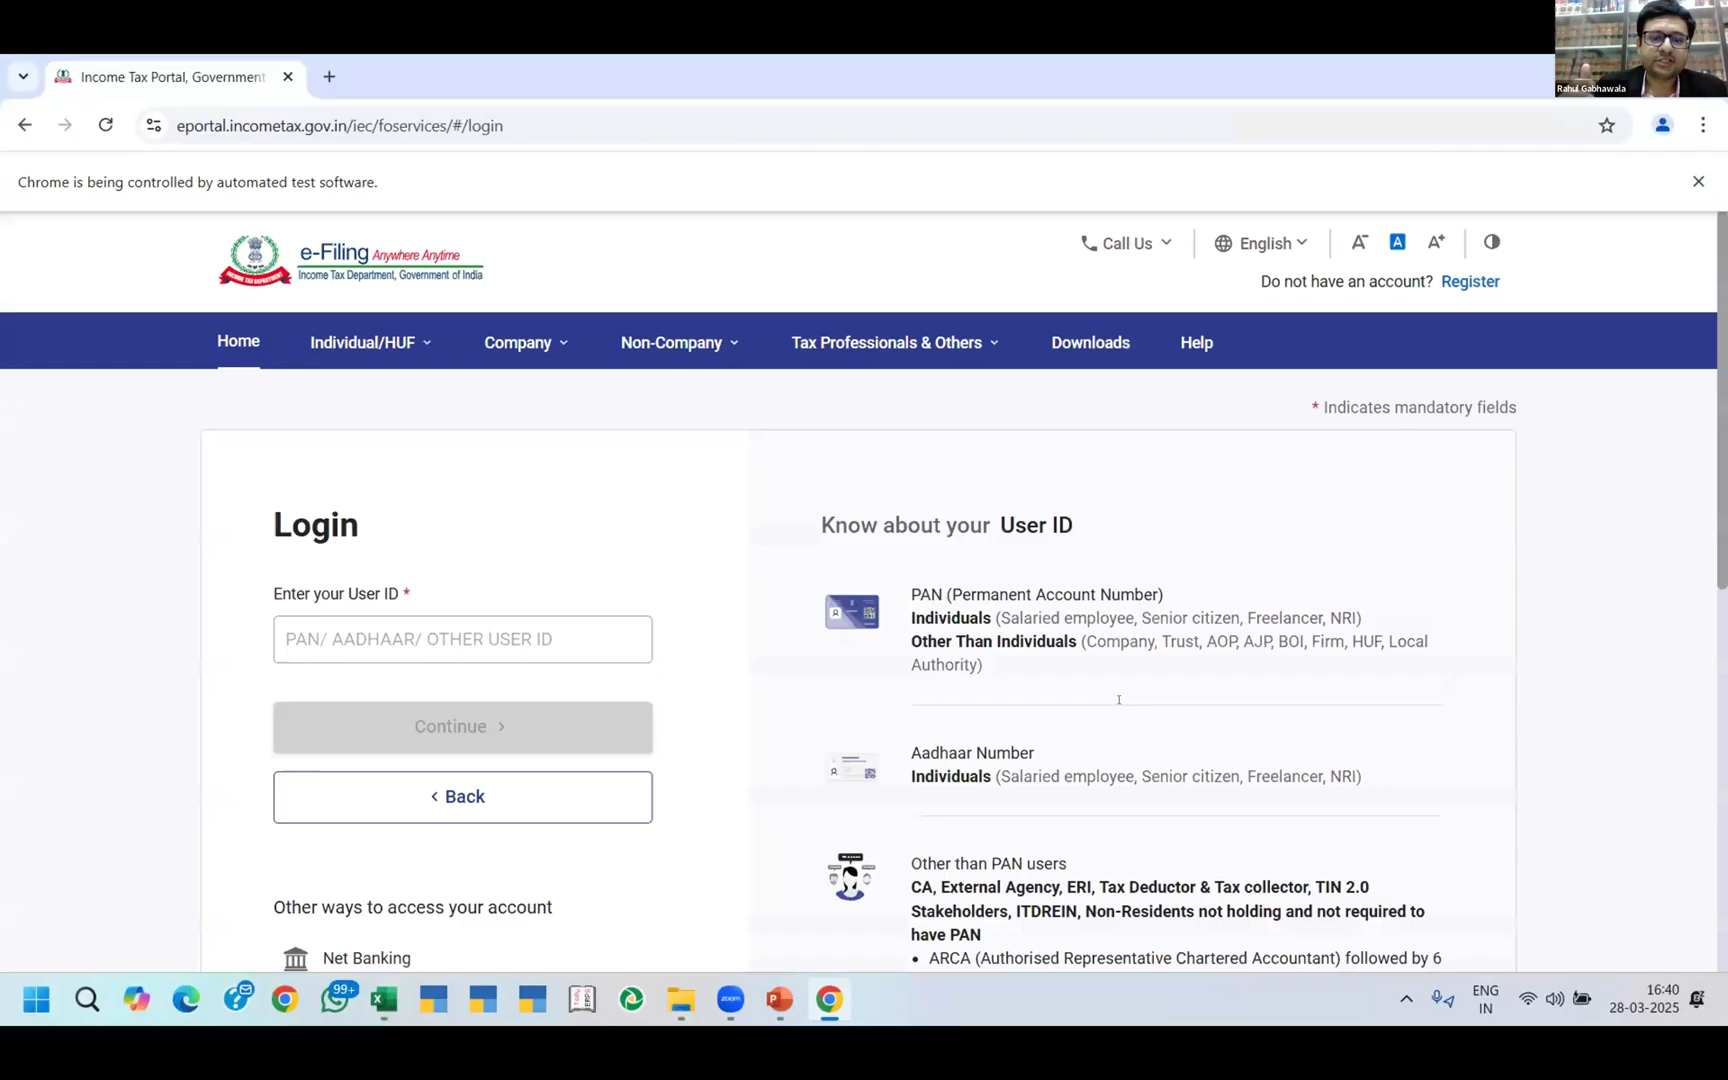 Rahul Gabhawala
Income Tax Portal, Government
eportal.incometax.gov.in/iec/foservices/#/login
Chrome is being controlled by automated test software.
e-Filing Anywhere Anytime
Income Tax Department, Government of India
Call Us
English
A-
A
A+
Do not have an account? Register
Home
Individual/HUF
Company
Non-Company
Tax Professionals & Others
Downloads
Help
* Indicates mandatory fields
Login
Enter your User ID *
PAN/ AADHAAR/ OTHER USER ID
Continue >
< Back
Other ways to access your account
Net Banking
Know about your User ID
PAN (Permanent Account Number)
Individuals (Salaried employee, Senior citizen, Freelancer, NRI)
Other Than Individuals (Company, Trust, AOP, AJP, BOI, Firm, HUF, Local
Authority)
Aadhaar Number
Individuals (Salaried employee, Senior citizen, Freelancer, NRI)
Other than PAN users
CA, External Agency, ERI, Tax Deductor & Tax collector, TIN 2.0
Stakeholders, ITDREIN, Non-Residents not holding and not required to
have PAN
• ARCA (Authorised Representative Chartered Accountant) followed by 6
99+
zoom
ENG
IN
16:40
28-03-2025